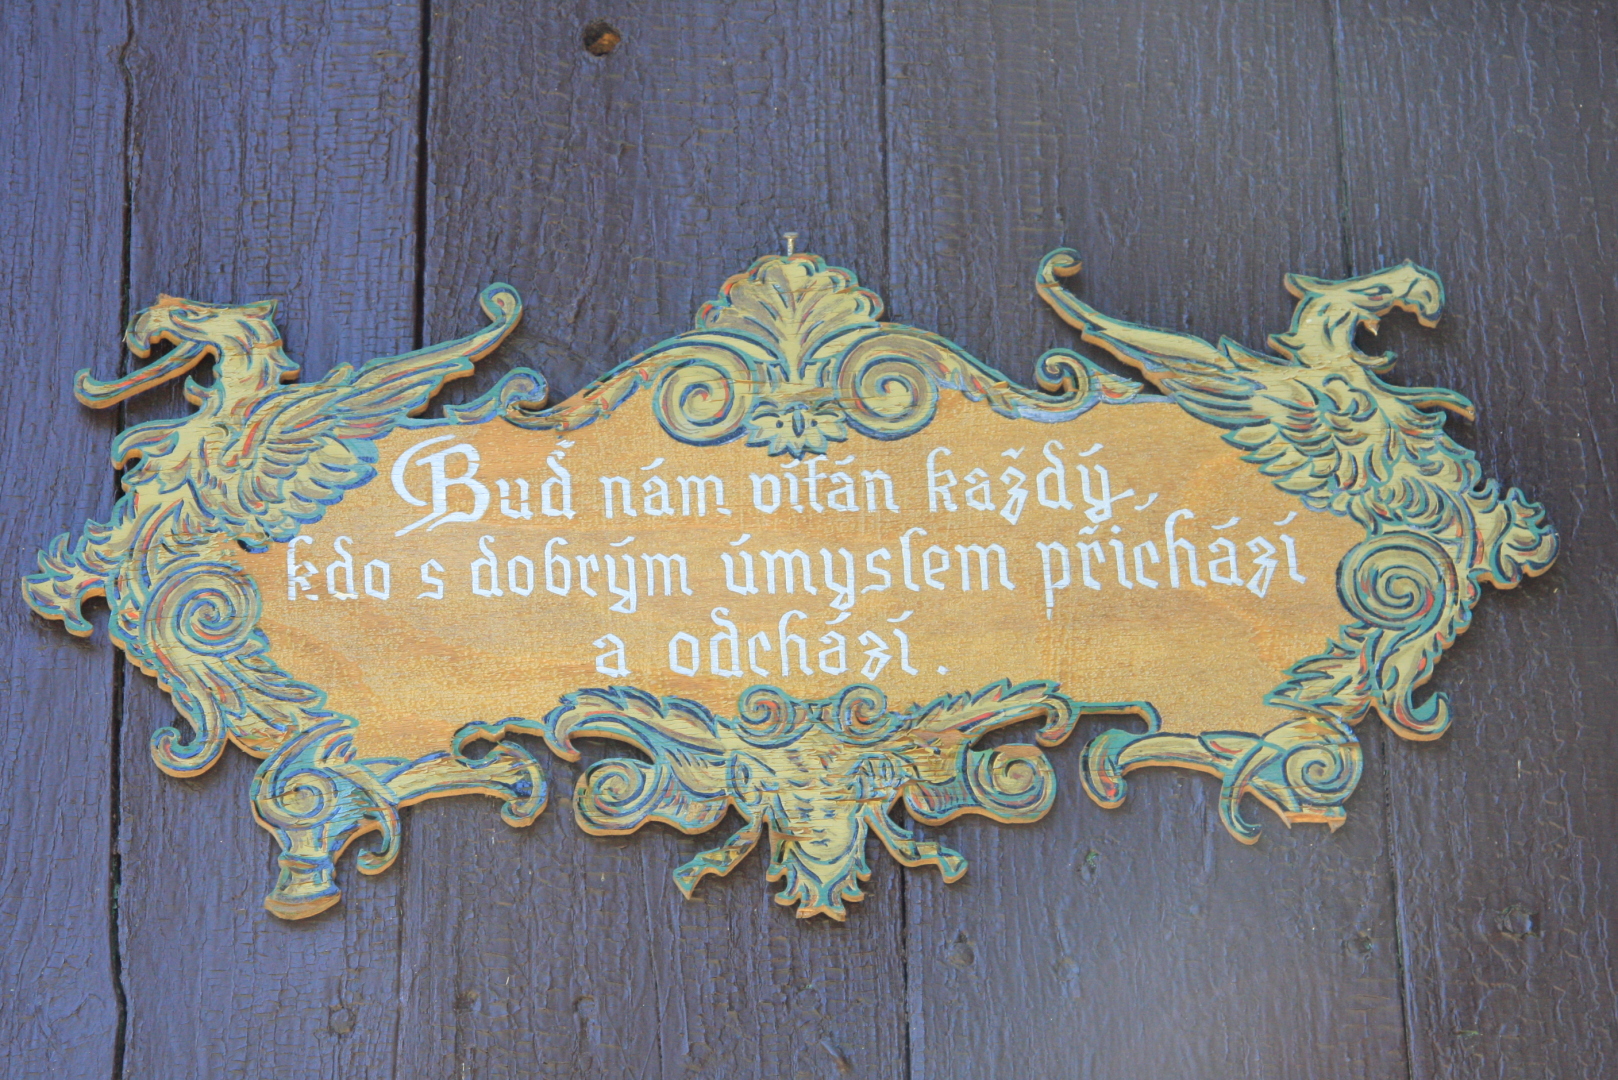 Buď nám vítán každý,
kdo s dobrým úmyslem přichází
a odchází.